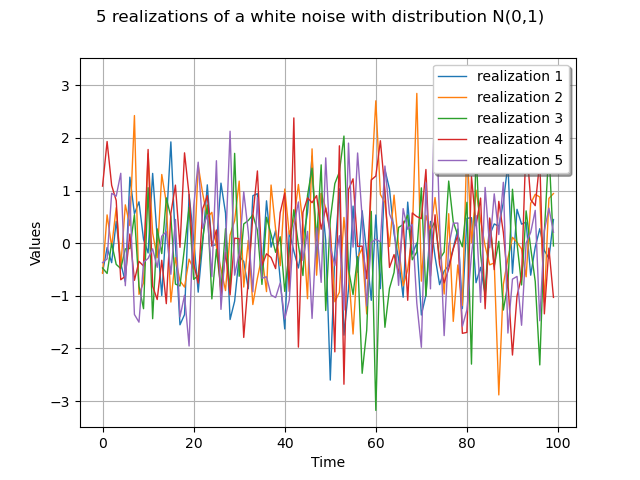 5 realizations of a white noise with distribution N(0,1)
realization 1
realization 2
realization 3
realization 4
realization 5
3
2
1
0
−1
−2
−3
Values
0
20
40
60
80
100
Time